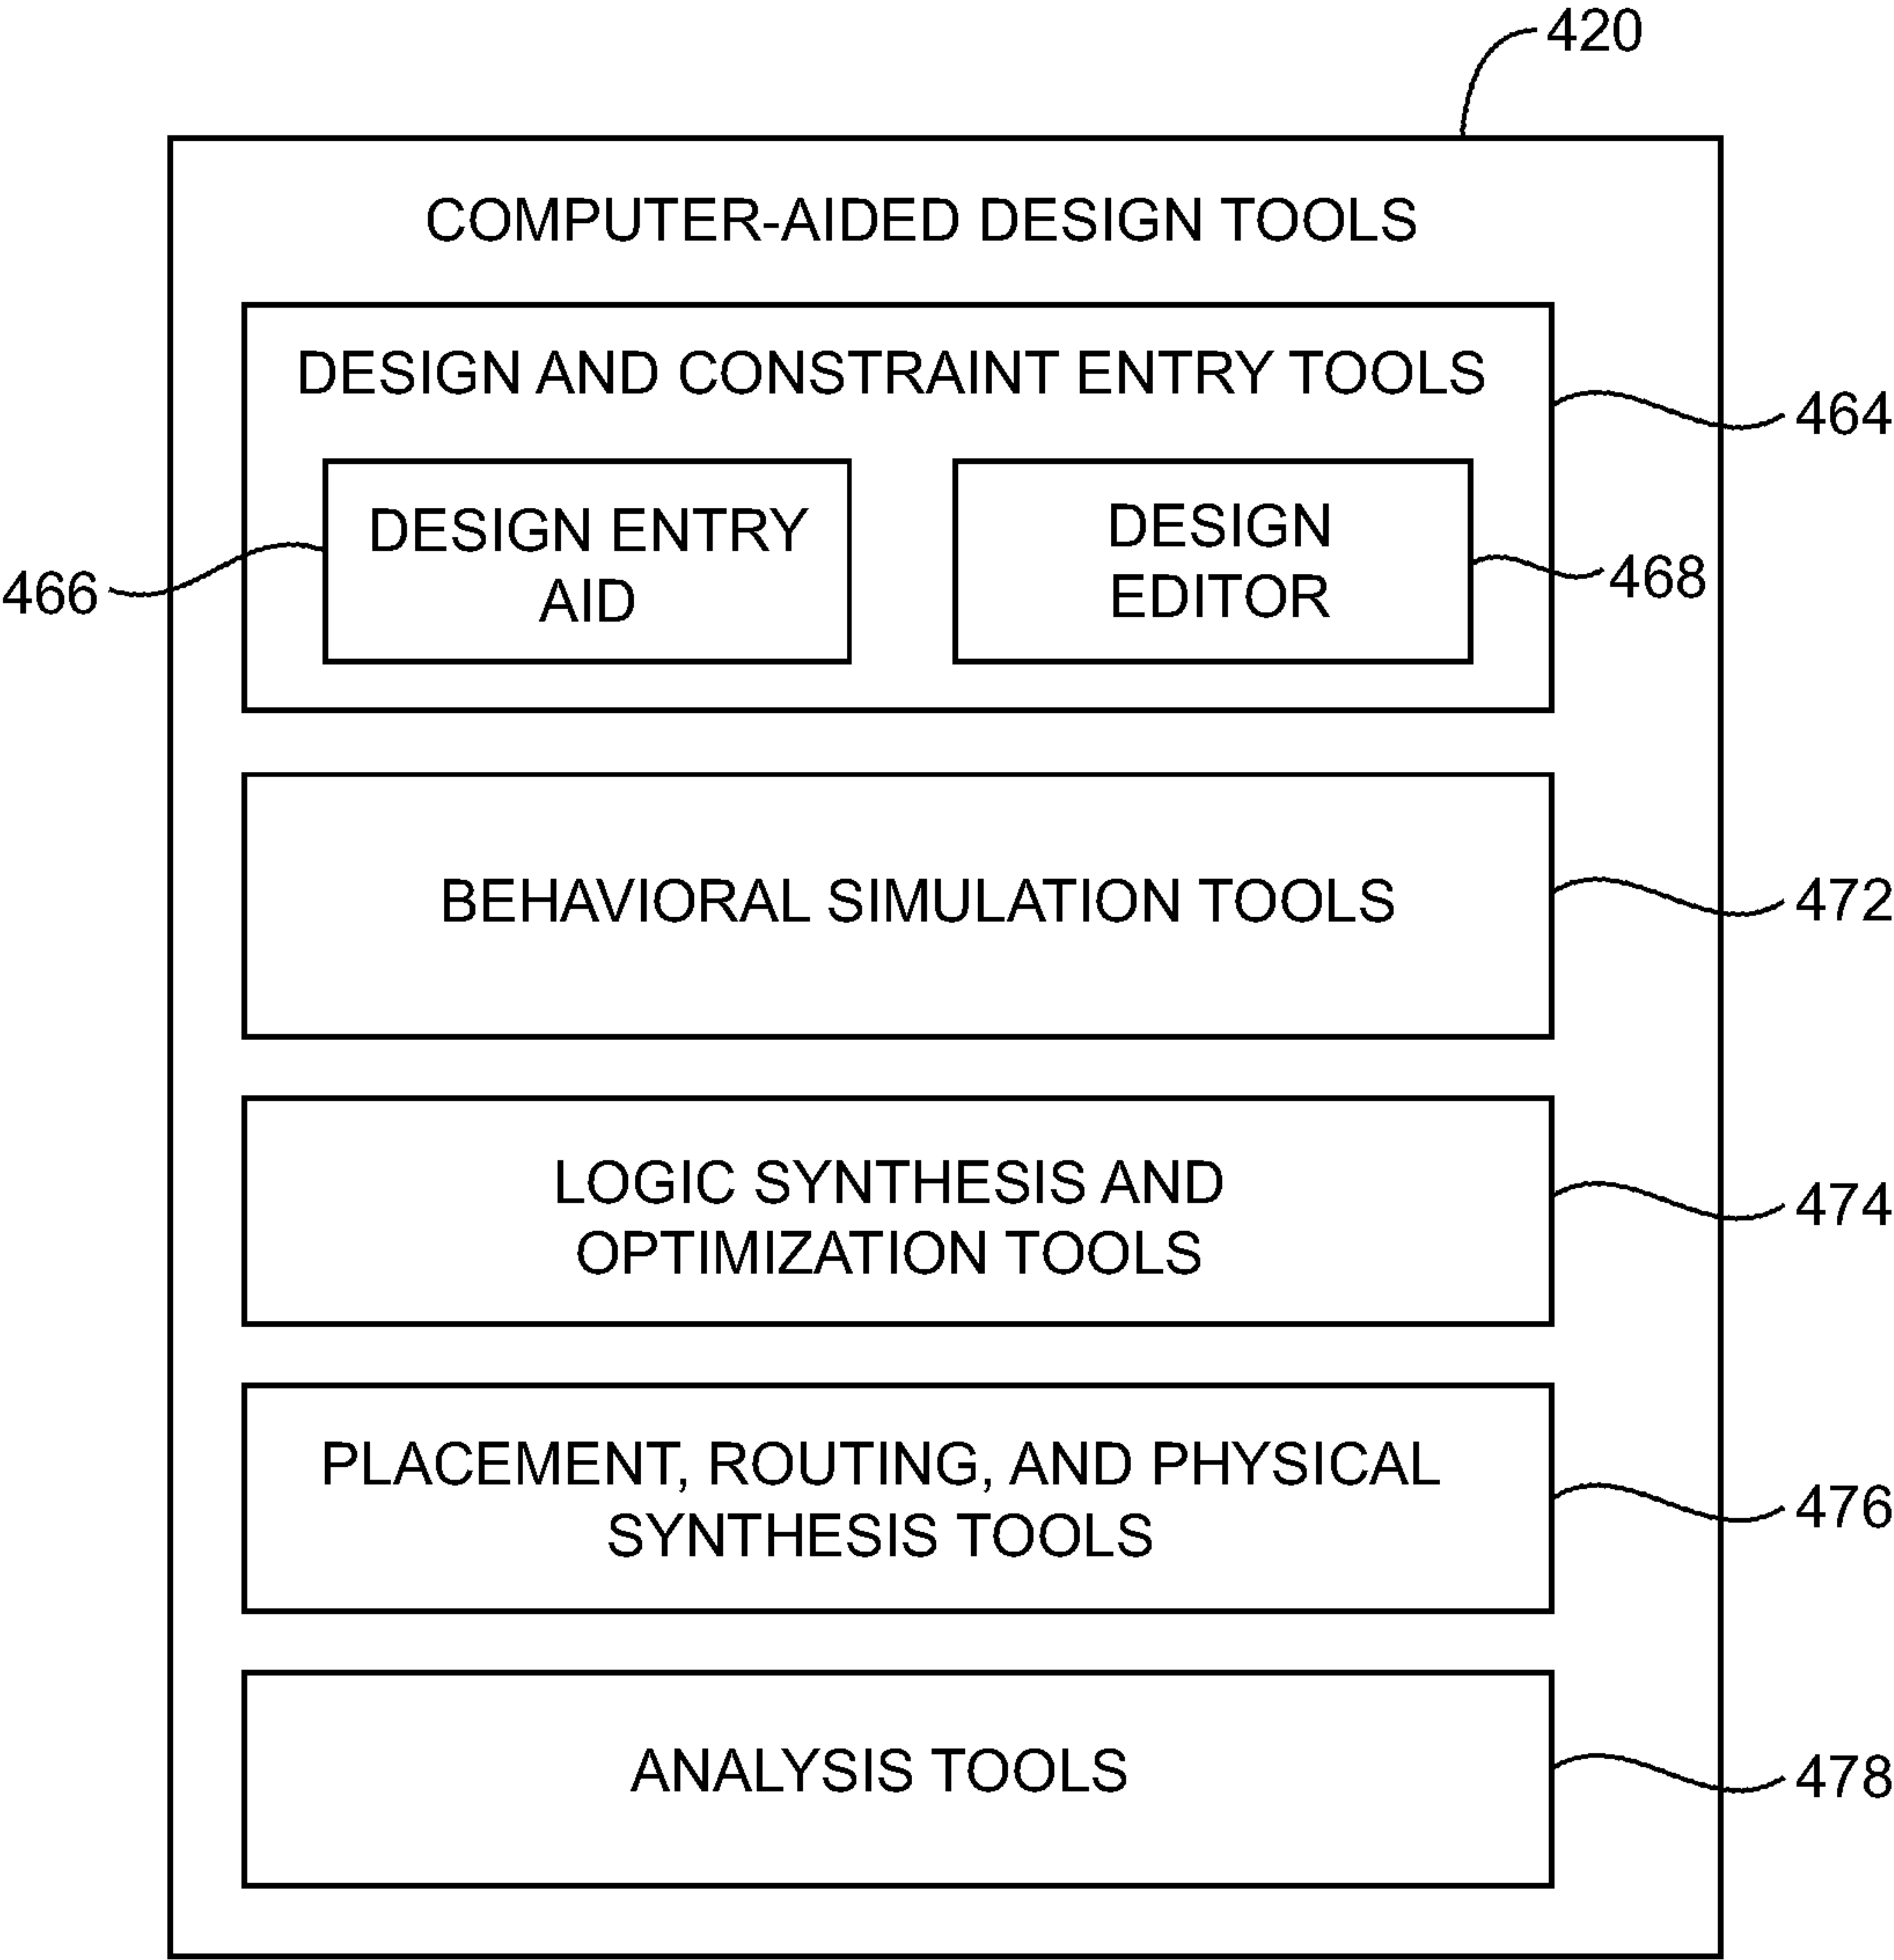 420
COMPUTER-AIDED DESIGN TOOLS
DESIGN AND CONSTRAINT ENTRY TOOLS
464
DESIGN ENTRY
AID
466
DESIGN
EDITOR
468
BEHAVIORAL SIMULATION TOOLS
472
LOGIC SYNTHESIS AND
OPTIMIZATION TOOLS
474
PLACEMENT, ROUTING, AND PHYSICAL
SYNTHESIS TOOLS
476
ANALYSIS TOOLS
478